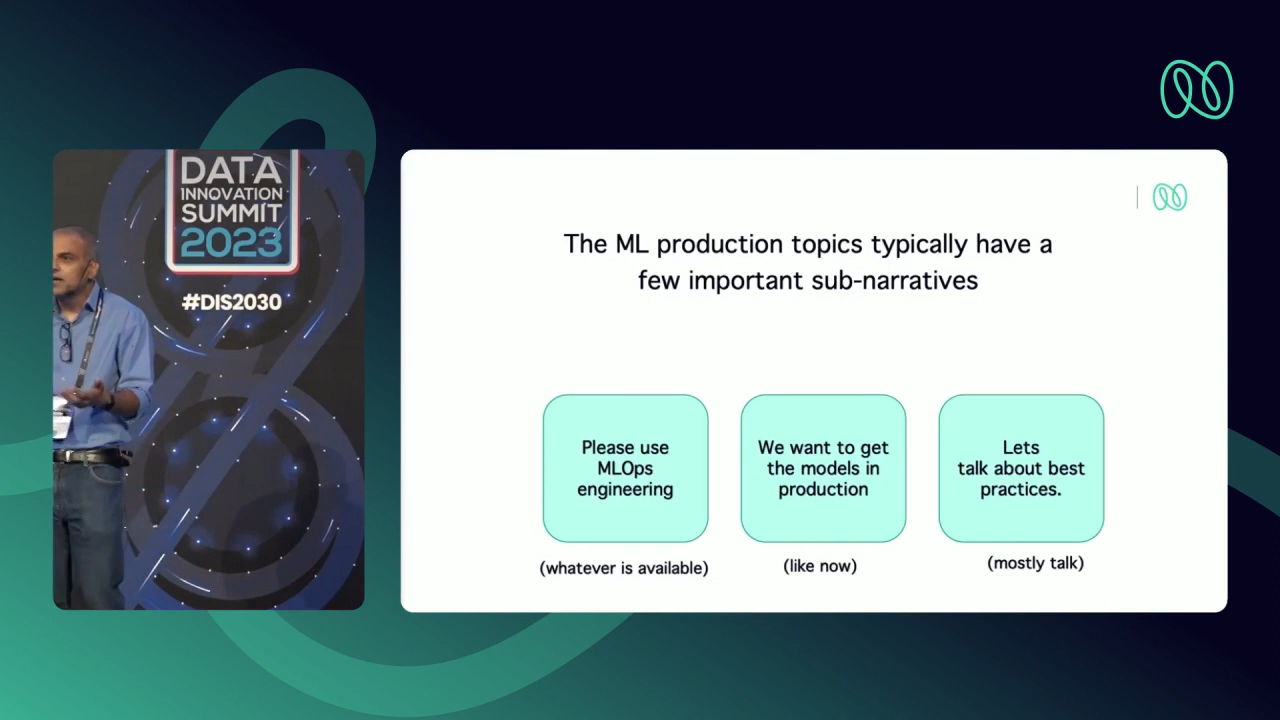 DATA
INNOVATION
SUMMIT
2023
#DIS2030
The ML production topics typically have a
few important sub-narratives
Please use
MLOps
engineering
(whatever is available)
We want to get
the models in
production
(like now)
Lets
talk about best
practices.
(mostly talk)